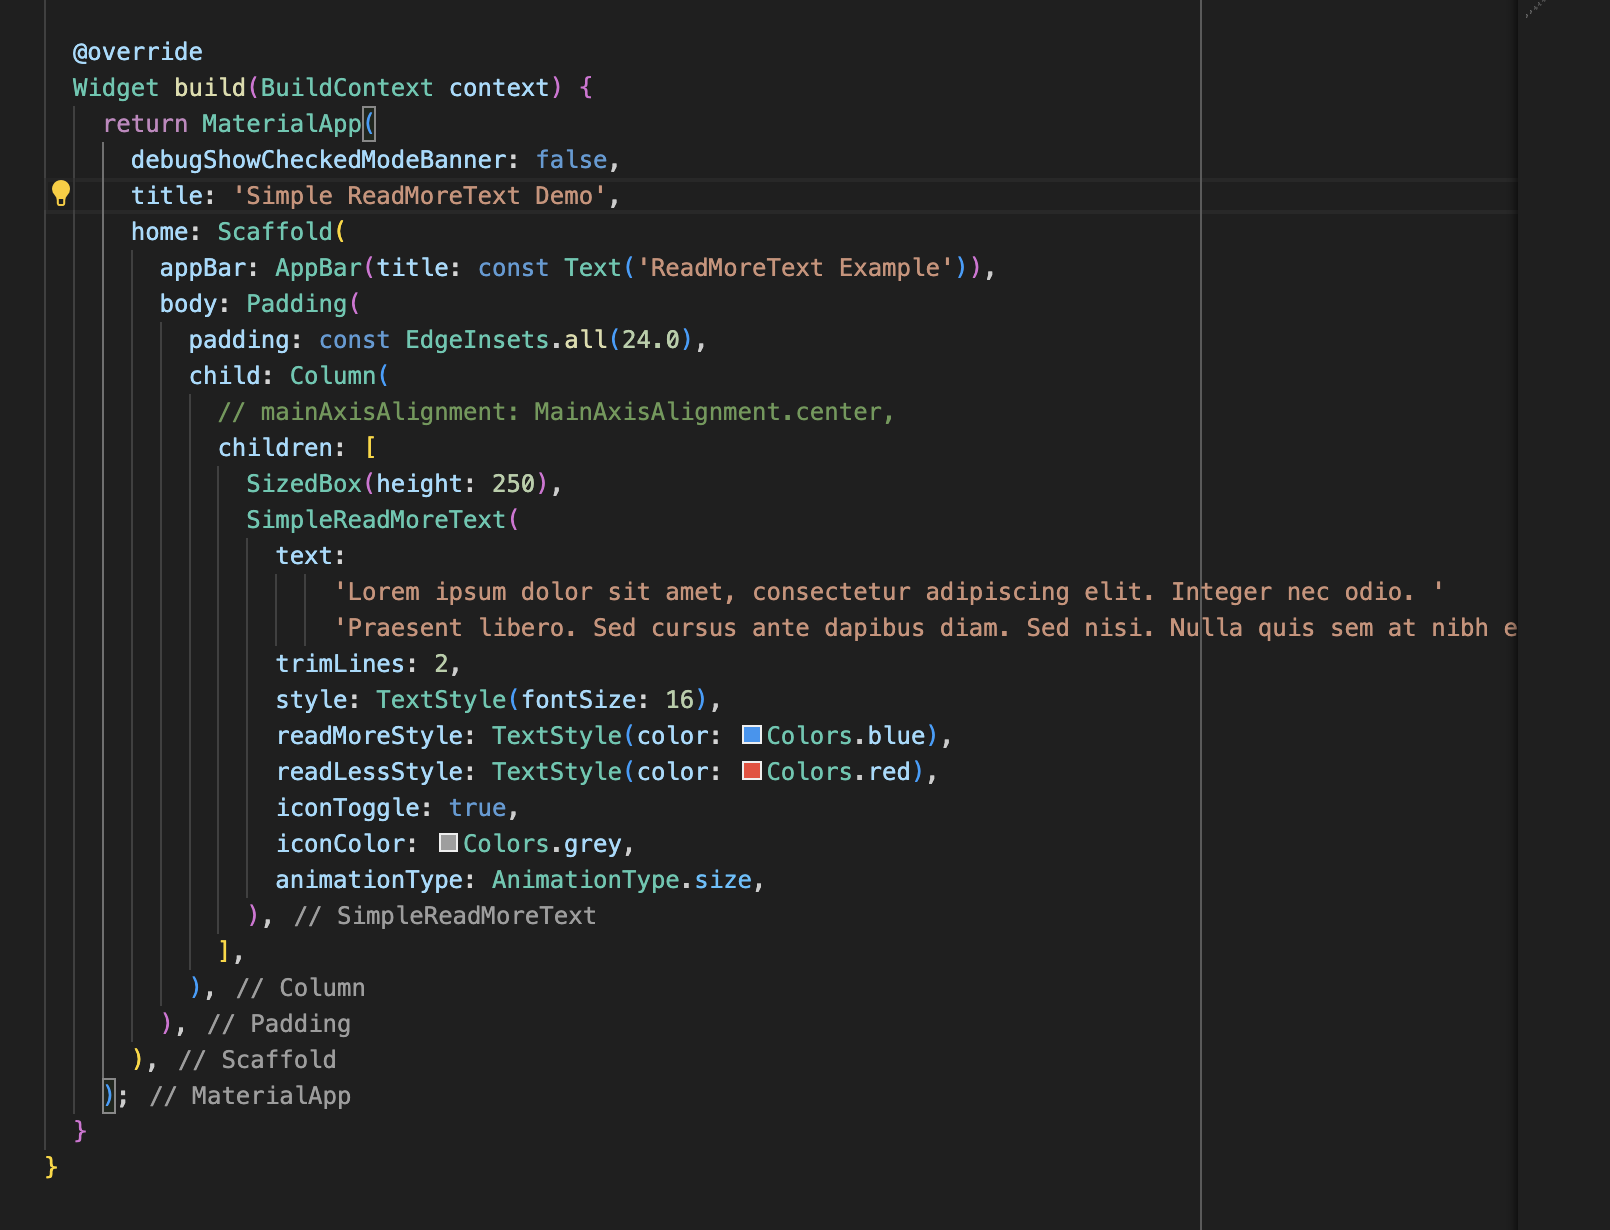 @override
Widget build(BuildContext context) {
return MaterialApp(
debugShowCheckedModeBanner: false,
title: 'Simple ReadMoreText Demo',
home: Scaffold(
appBar: AppBar(title: const Text('ReadMoreText Example')),
body: Padding(
padding: const EdgeInsets.all(24.0),
child: Column(
// mainAxisAlignment: MainAxisAlignment.center,
children: [
SizedBox(height: 250),
SimpleReadMoreText(
text:
'Lorem ipsum dolor sit amet, consectetur adipiscing elit. Integer nec odio. '
'Praesent libero. Sed cursus ante dapibus diam. Sed nisi. Nulla quis sem at nibh e
trimLines: 2,
style: TextStyle(fontSize: 16),
readMoreStyle: TextStyle(color: Colors.blue),
readLessStyle: TextStyle(color: Colors.red),
iconToggle: true,
iconColor: Colors.grey,
animationType: AnimationType.size,
), // SimpleReadMoreText
],
), // Column
), // Padding
), // Scaffold
); // MaterialApp
}
}